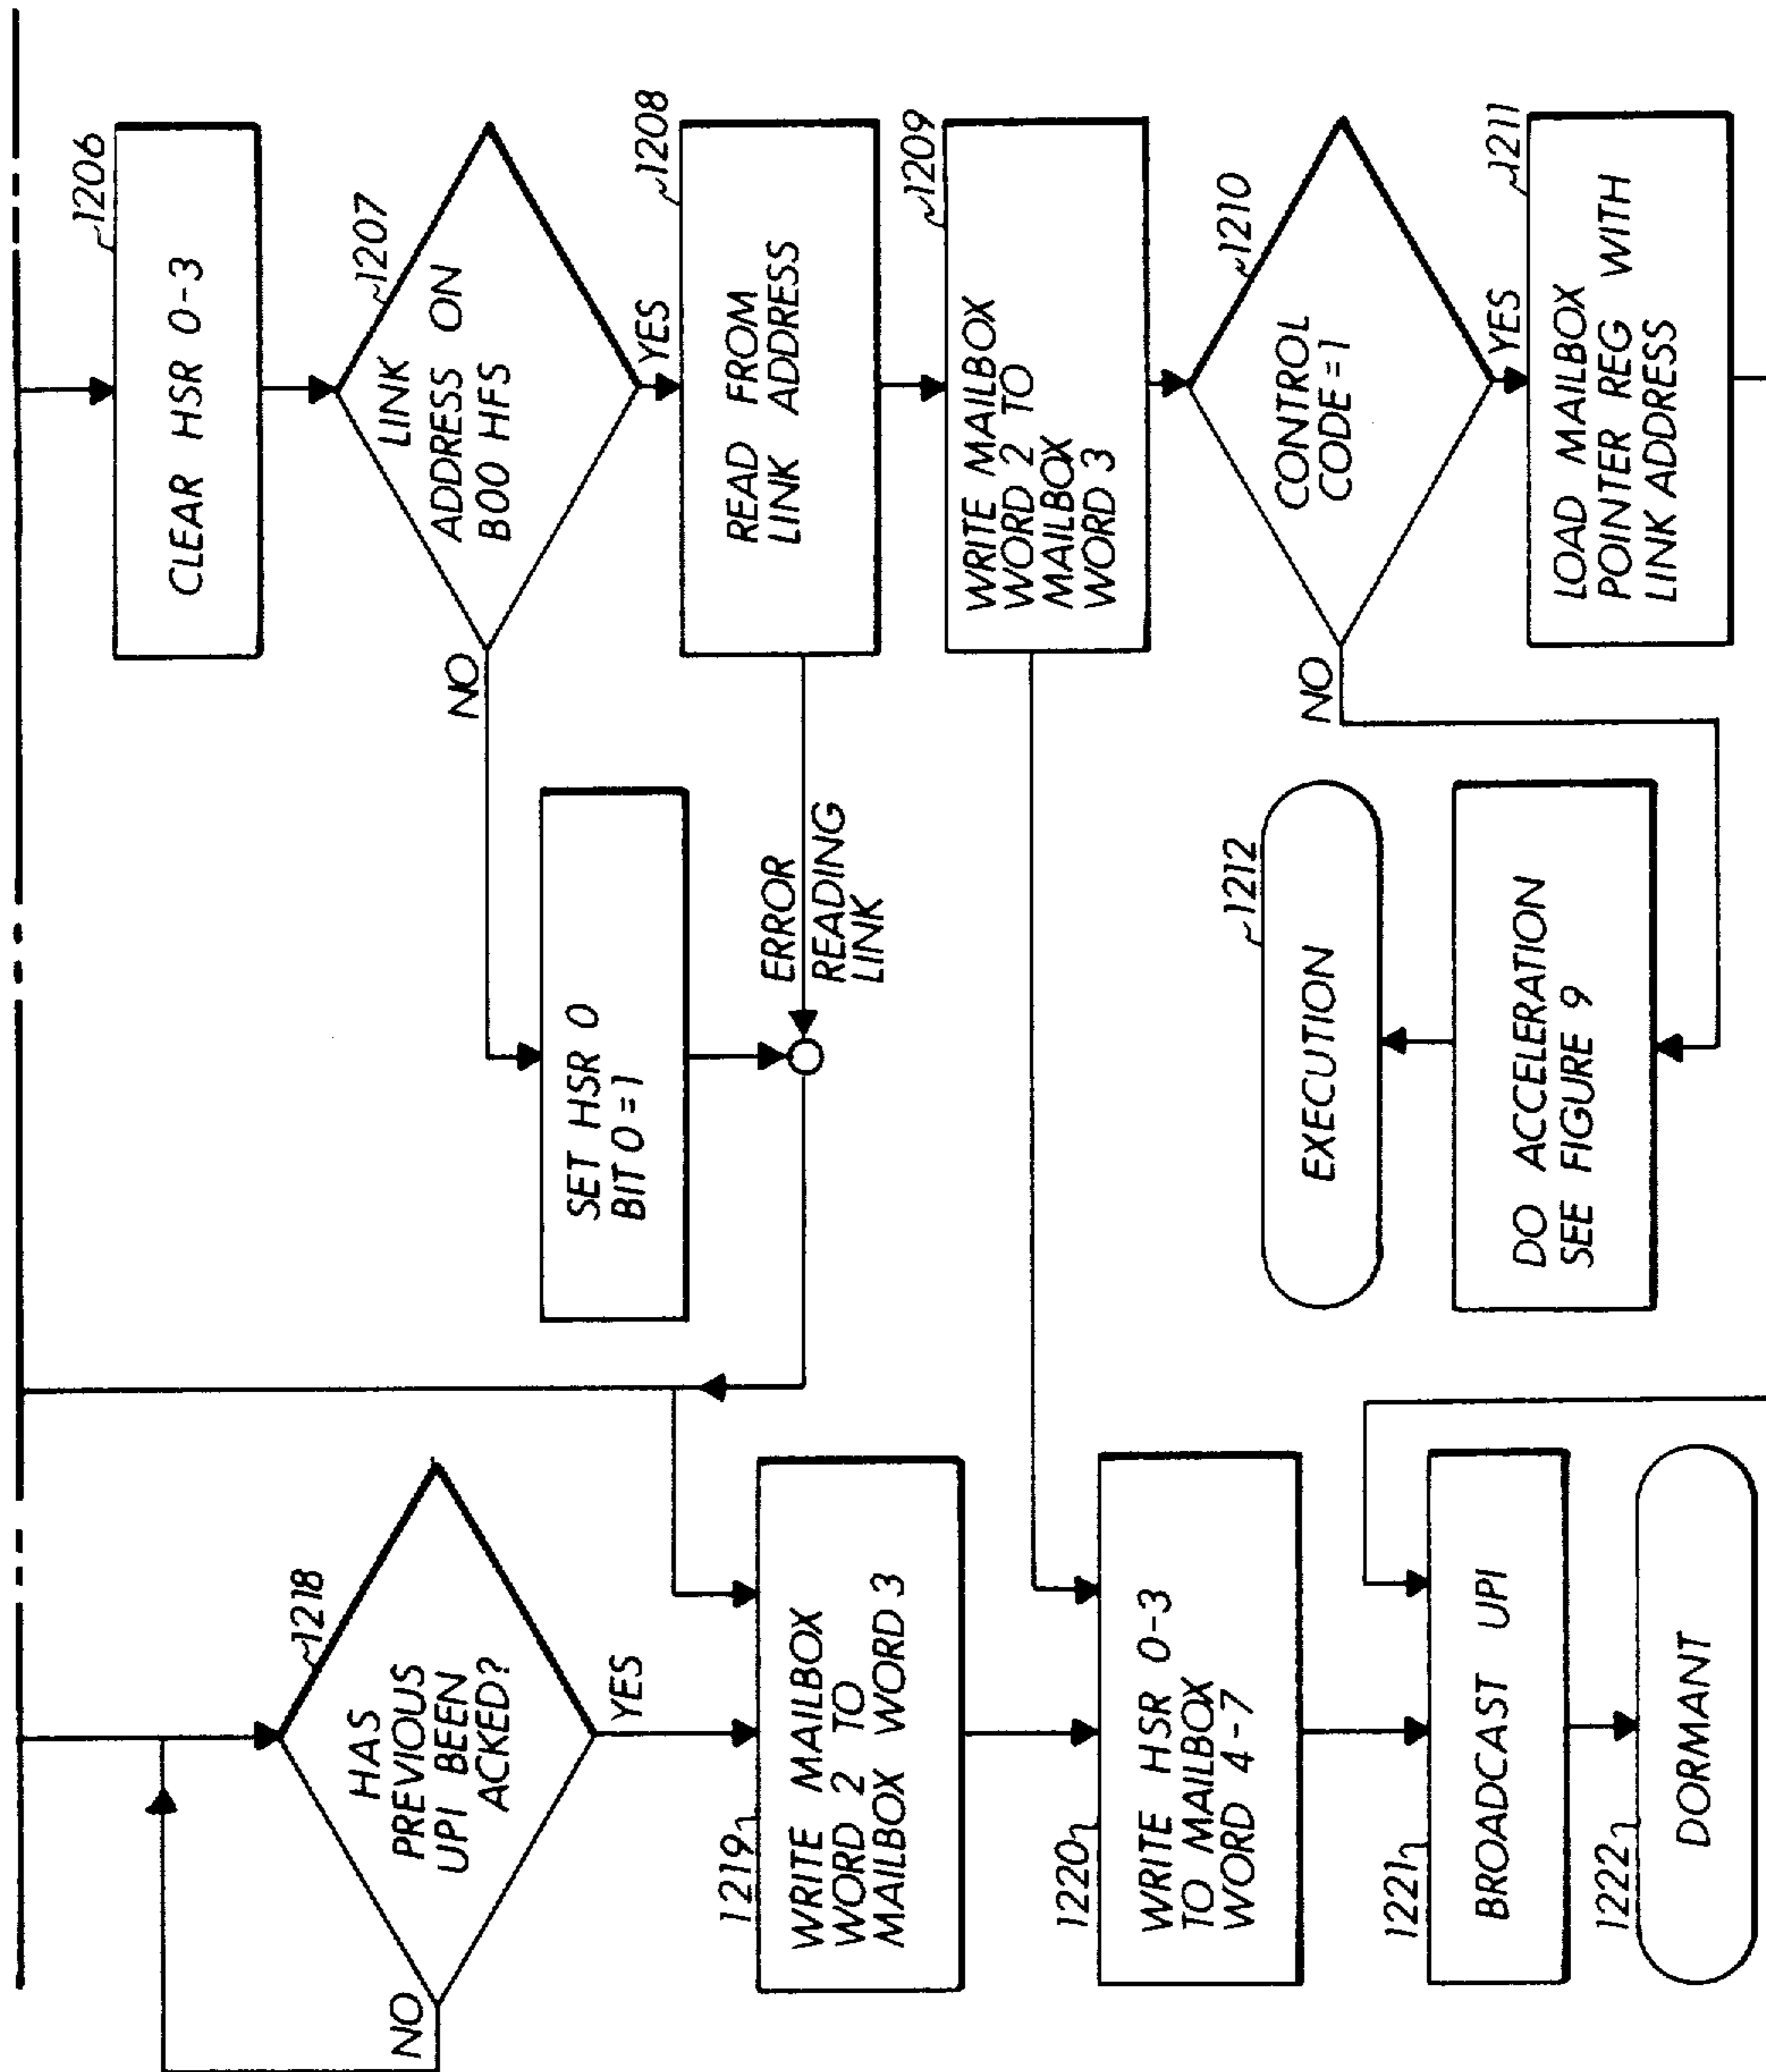 1206
CLEAR HSR 0-3
1207
LINK
ADDRESS ON
B00 HFS
NO
YES
1208
READ FROM
LINK ADDRESS
SET HSR 0
BIT 0 = 1
ERROR
READING
LINK
1209
WRITE MAILBOX
WORD 2 TO
MAILBOX
WORD 3
1210
CONTROL
CODE = 1
NO
YES
1211
LOAD MAILBOX
POINTER REG WITH
LINK ADDRESS
1212
EXECUTION
DO ACCELERATION
SEE FIGURE 9
1218
HAS
PREVIOUS
UPI BEEN
ACKED?
NO
YES
1219
WRITE MAILBOX
WORD 2 TO
MAILBOX WORD 3
1220
WRITE HSR 0-3
TO MAILBOX
WORD 4-7
1221
BROADCAST UPI
1222
DORMANT